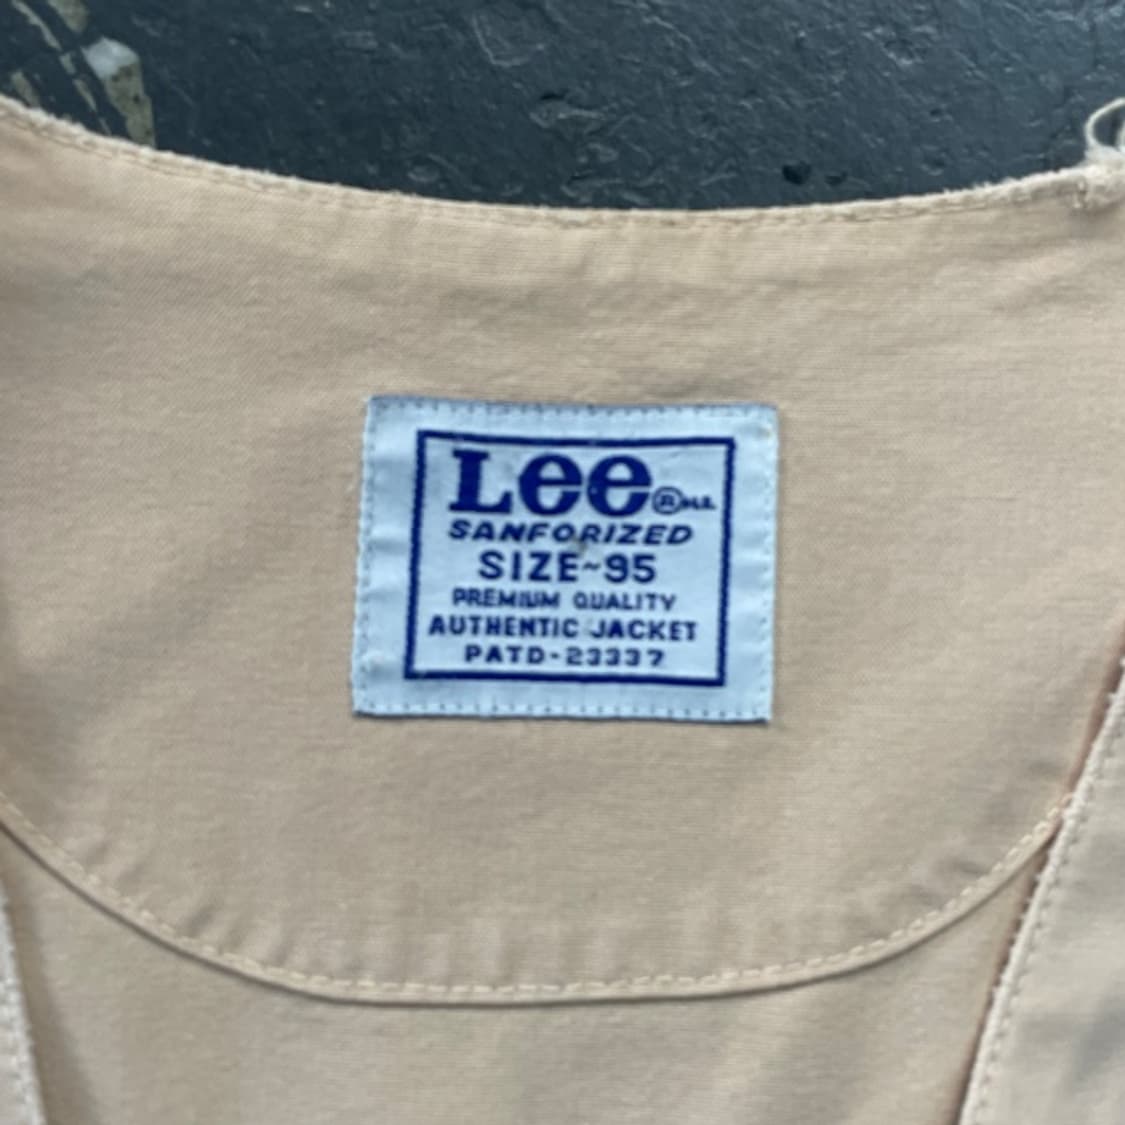 Lee®
SANFORIZED
SIZE~95
PREMIUM QUALITY
AUTHENTIC JACKET
PATD-23337